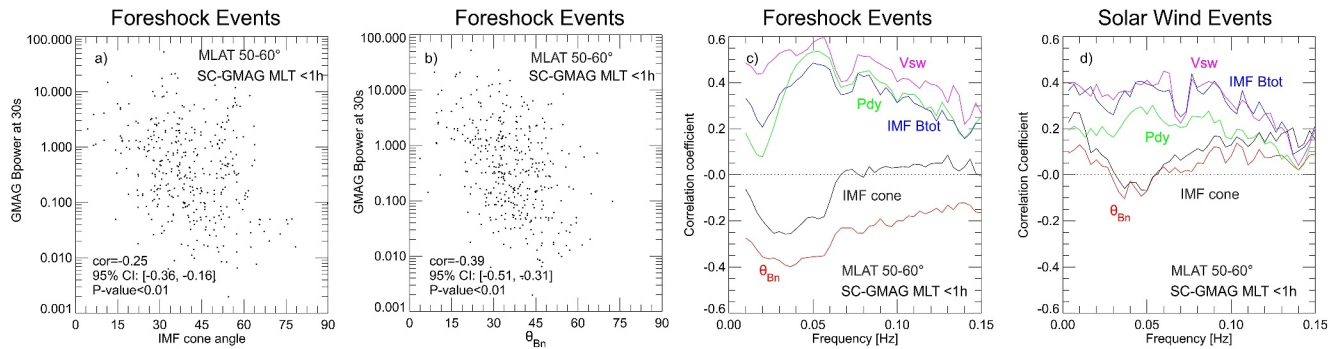 Foreshock Events
100.000
10.000
1.000
0.100
0.010
0.001
GMAG Bpower at 30s
a)
MLAT 50-60°
SC-GMAG MLT <1h
cor=-0.25
95% CI: [-0.36, -0.16]
P-value<0.01
0 15 30 45 60 75 90
IMF cone angle
100.000
10.000
1.000
0.100
0.010
0.001
GMAG Bpower at 30s
b)
MLAT 50-60°
SC-GMAG MLT <1h
cor=-0.39
95% CI: [-0.51, -0.31]
P-value<0.01
0 15 30 45 60 75 90
θBn
Foreshock Events
0.6
0.4
0.2
-0.0
-0.2
-0.4
-0.6
Correlation coefficient
c)
Vsw
Pdy
IMF Btot
IMF cone
θBn
MLAT 50-60°
SC-GMAG MLT <1h
0.00 0.05 0.10 0.15
Frequency [Hz]
Foreshock Events
Solar Wind Events
0.6
0.4
0.2
-0.0
-0.2
-0.4
-0.6
Correlation Coefficient
d)
Vsw
IMF Btot
Pdy
IMF cone
θBn
MLAT 50-60°
SC-GMAG MLT <1h
0.00 0.05 0.10 0.15
Frequency [Hz]